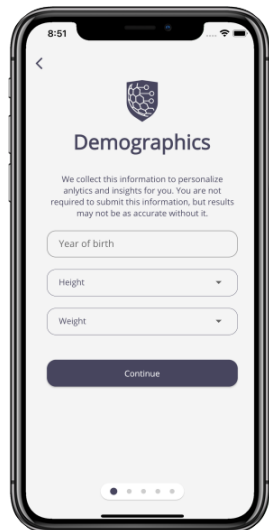 8:51
Demographics
We collect this information to personalize
anlytics and insights for you. You are not
required to submit this information, but results
may not be as accurate without it.
Year of birth
Height
Weight
Continue